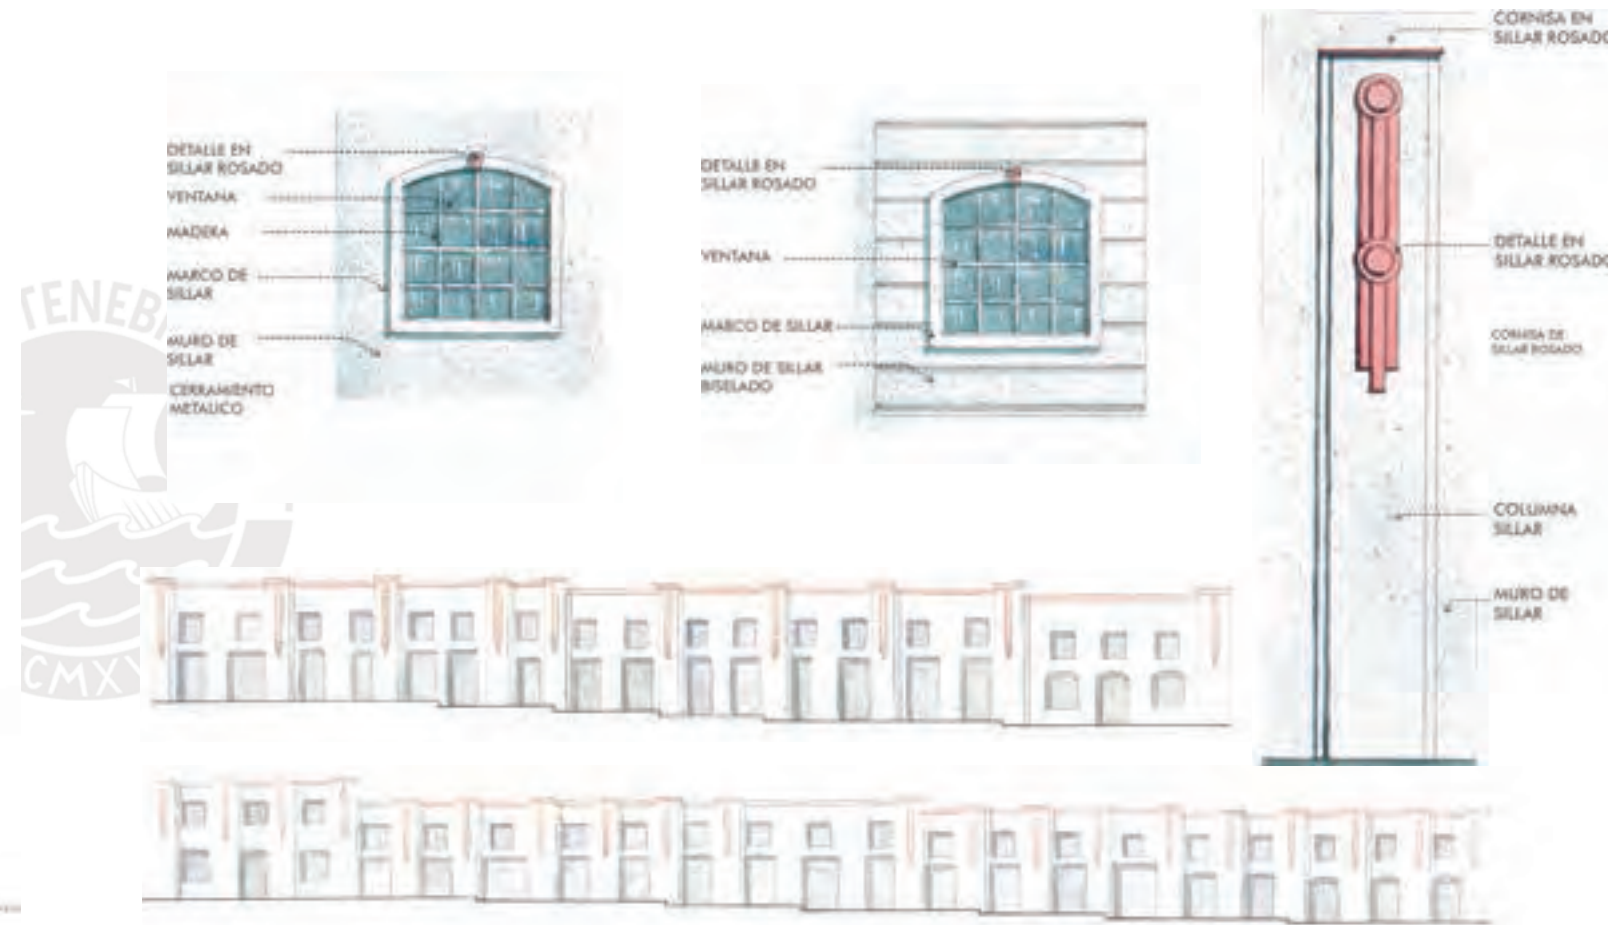 DETALLE EN
SILLAR ROSADO
VENTANA
MADERA
MARCO DE
SILLAR
MURO DE
SILLAR
CERRAMIENTO
METALICO
DETALLE EN
SILLAR ROSADO
VENTANA
MARCO DE SILLAR
MURO DE SILLAR
BISELADO
CORNISA EN
SILLAR ROSADO
DETALLE EN
SILLAR ROSADO
CORNISA DE
SILLAR ROSADO
COLUMNA
SILLAR
MURO DE
SILLAR
TENEB
CMX